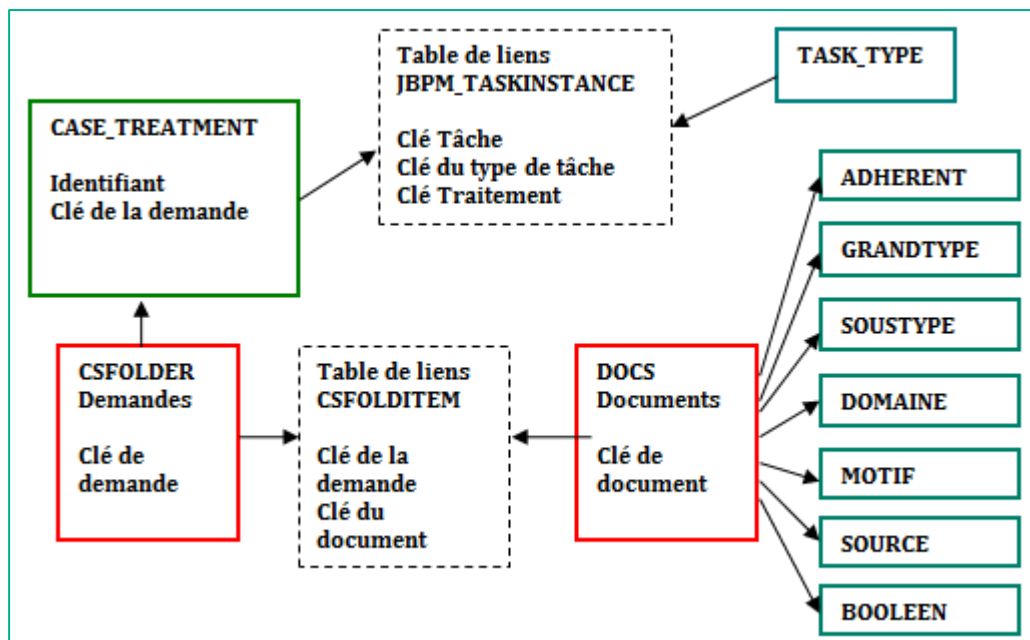 Table de liens
JBPM_TASKINSTANCE
Clé Tâche
Clé du type de tâche
Clé Traitement
TASK_TYPE
CASE_TREATMENT
Identifiant
Clé de la demande
ADHERENT
GRANDTYPE
SOUSTYPE
DOMAINE
MOTIF
SOURCE
BOOLEEN
CSFOLDER
Demandes
Clé de
demande
Table de liens
CSFOLDITEM
Clé de la
demande
Clé du
document
DOCS
Documents
Clé de
document